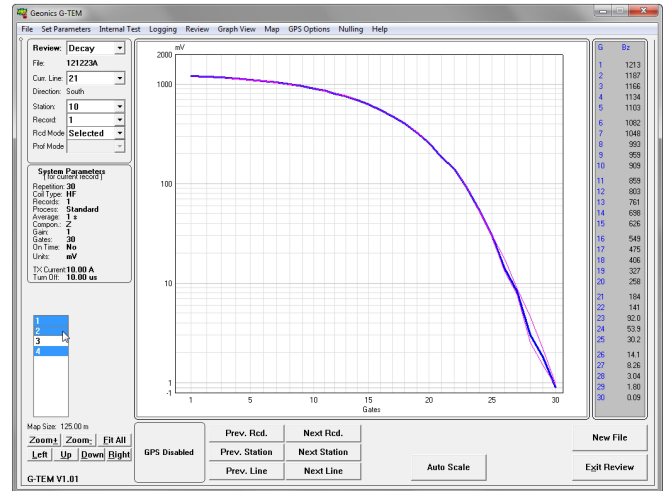 Geonics G-TEM
File Set Parameters Internal Test Logging Review Graph View Map GPS Options Nulling Help
Review: Decay
File: 121223A
Curr. Line: 21
Direction: South
Station: 10
Record: 1
Rcd Mode Selected
Prof Mode
System Parameters
( for current record )
Repetition: 30
Coil Type: HF
Records: 1
Process: Standard
Average: 1 s
Compon.: Z
Gain: 1
Gates: 30
On Time: No
Units: mV
TX Current: 10.00 A
Turn Off: 10.00 us
1
2
3
4
Map Size: 125.00 m
Zoom+ Zoom- Fit All
Left Up Down Right
G-TEM V1.01
mV
2000
1000
100
10
1
-1
1 5 10 15 20 25 30
Gates
GPS Disabled
Prev. Rcd. Next Rcd.
Prev. Station Next Station
Prev. Line Next Line
Auto Scale
New File
Exit Review
G Bz
1 1213
2 1187
3 1166
4 1134
5 1103
6 1082
7 1048
8 993
9 959
10 909
11 859
12 803
13 761
14 698
15 626
16 549
17 475
18 406
19 327
20 258
21 184
22 141
23 92.0
24 53.9
25 30.2
26 14.1
27 8.26
28 3.04
29 1.80
30 0.09